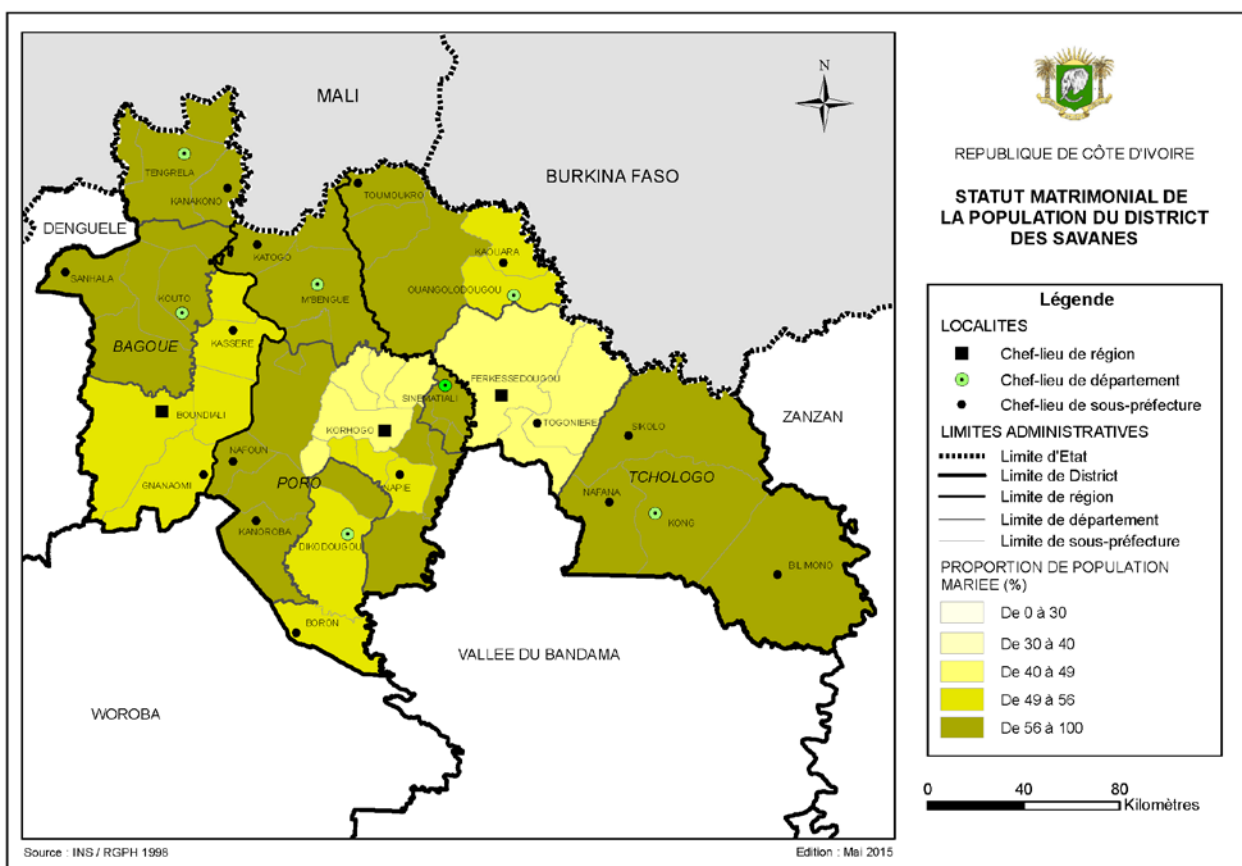 MALI
N
BURKINA FASO
TENGRELA
KANAKONO
TOUMOUKRO
DENGUELE
KAOUARA
KATOGO
SANHALA
OUANGOLODOUGOU
M'BENGUE
KOUTO
KASSERE
BAGOUE
FERKESSEDOUGOU
SINEMATIALI
BOUNDIALI
TOGONIERE
ZANZAN
KORHOGO
SIKOLO
NAFOUN
TCHOLOGO
GNANAOMI
PORO
NAPIE
NAFANA
KANOROBA
KONG
DIKODOUGOU
BILIMOND
BORON
VALLEE DU BANDAMA
WOROBA
Source : INS / RGPH 1998
Edition : Mai 2015
REPUBLIQUE DE CÔTE D'IVOIRE
STATUT MATRIMONIAL DE
LA POPULATION DU DISTRICT
DES SAVANES
Légende
LOCALITES
Chef-lieu de région
Chef-lieu de département
Chef-lieu de sous-préfecture
LIMITES ADMINISTRATIVES
Limite d'Etat
Limite de District
Limite de région
Limite de département
Limite de sous-préfecture
PROPORTION DE POPULATION
MARIEE (%)
De 0 à 30
De 30 à 40
De 40 à 49
De 49 à 56
De 56 à 100
0 40 80
Kilomètres